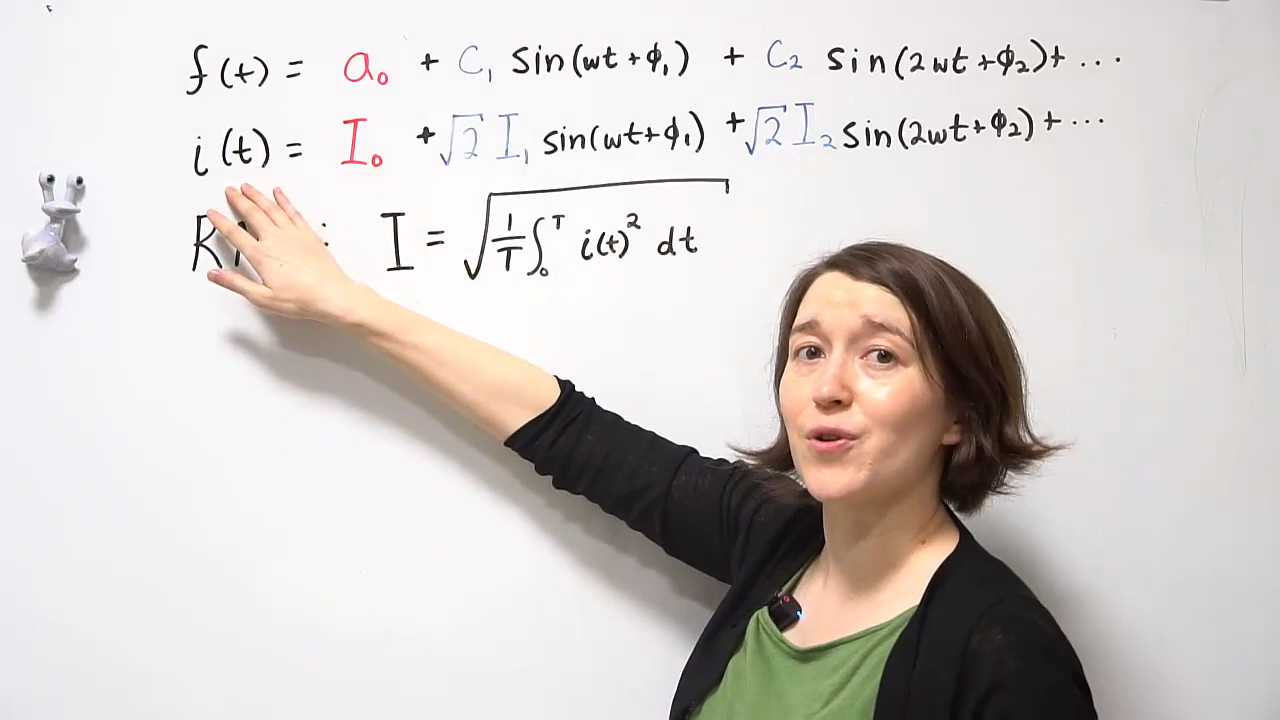 f(t) = a₀ + C₁ sin(wt+ϕ₁) + C₂ sin(2wt+ϕ₂)+ ...
i(t) = I₀ + √2 I₁ sin(wt+ϕ₁) + √2 I₂ sin(2wt+ϕ₂) + ...
: I = √(1/T ∫₀ᵀ i(t)² dt)